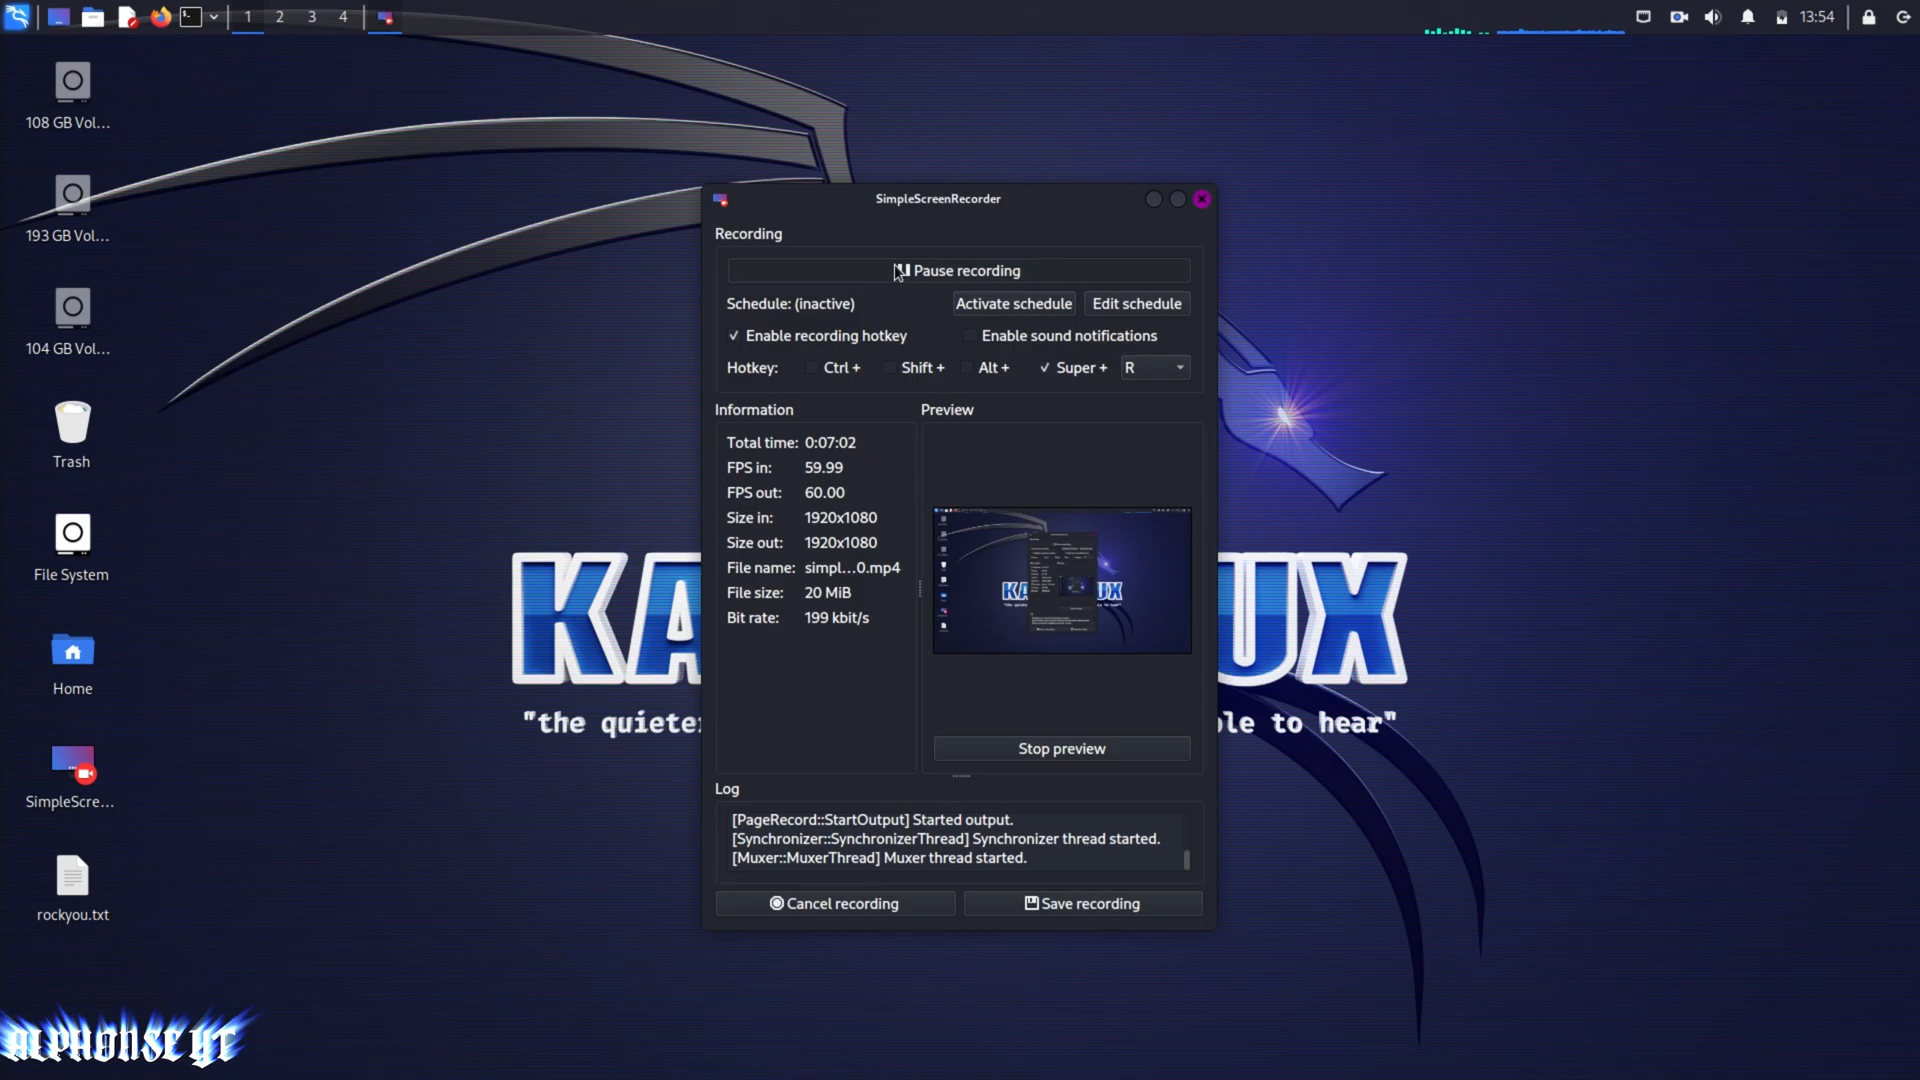 1 2 3 4
13:54
108 GB Vol...
193 GB Vol...
104 GB Vol...
Trash
File System
Home
SimpleScre...
rockyou.txt
SimpleScreenRecorder
Recording
Pause recording
Schedule: (inactive)
Activate schedule
Edit schedule
Enable recording hotkey
Enable sound notifications
Hotkey: Ctrl + Shift + Alt + Super + R
Information
Total time: 0:07:02
FPS in: 59.99
FPS out: 60.00
Size in: 1920x1080
Size out: 1920x1080
File name: simpl...0.mp4
File size: 20 MiB
Bit rate: 199 kbit/s
Preview
Stop preview
Log
[PageRecord::StartOutput] Started output.
[Synchronizer::SynchronizerThread] Synchronizer thread started.
[Muxer::MuxerThread] Muxer thread started.
Cancel recording
Save recording
KA UX
"the quieter ble to hear"
ALPHONSE YT